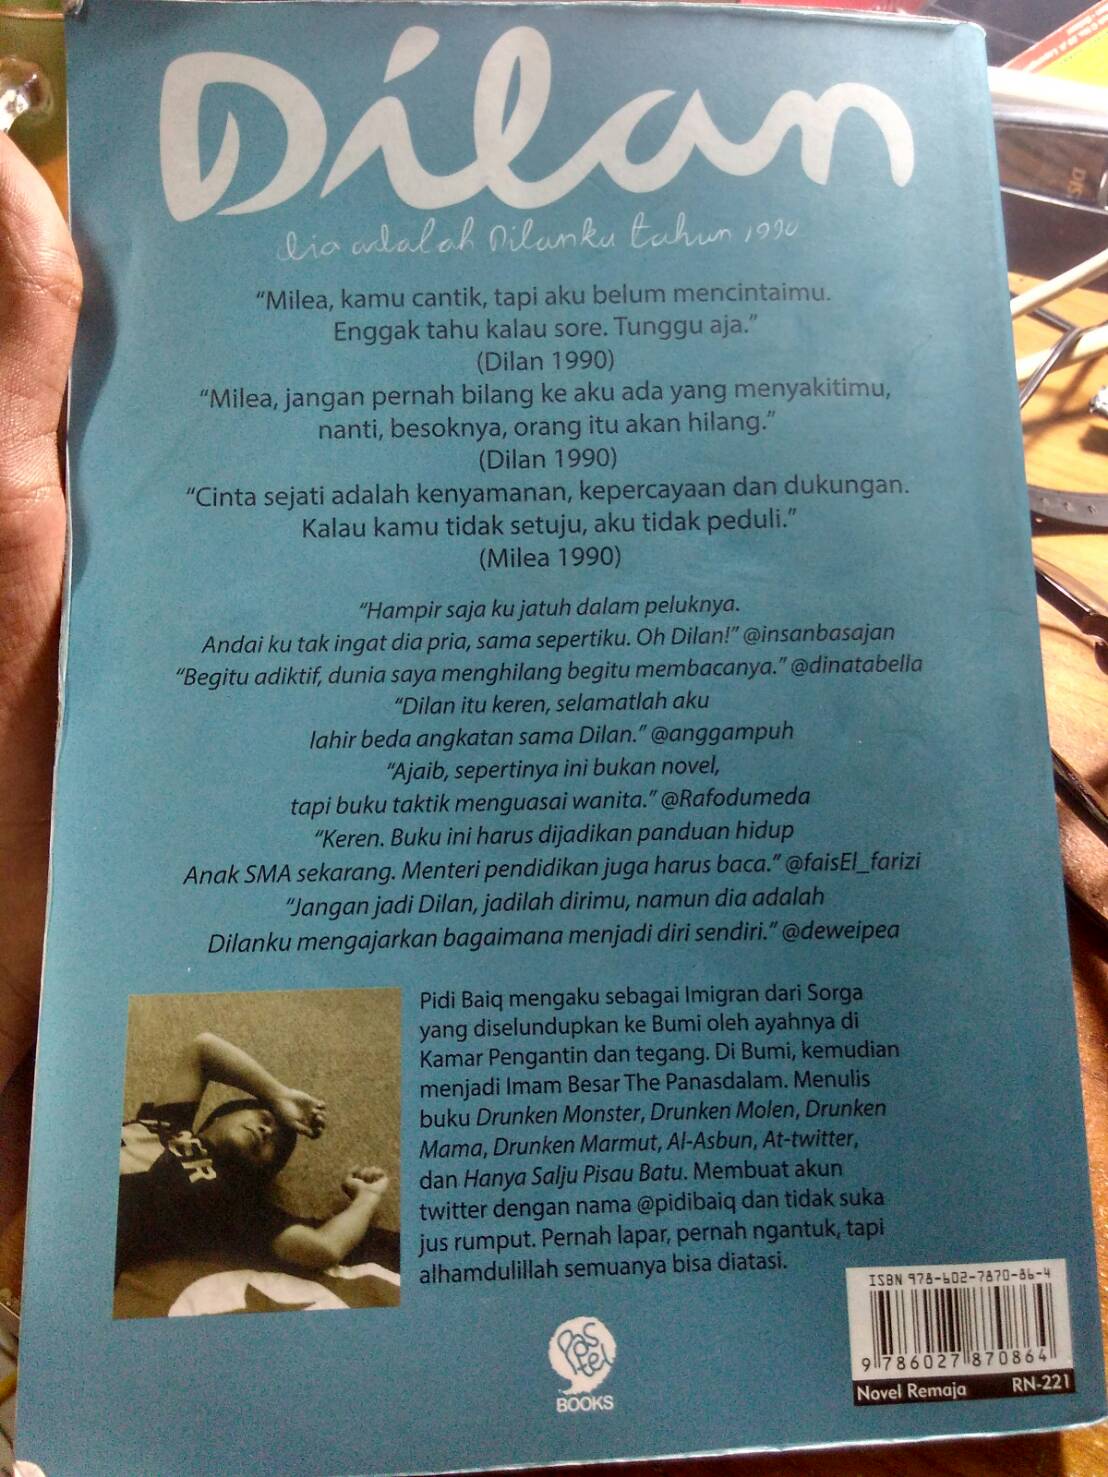 Dilan
dia adalah Dilanku tahun 1990
“Milea, kamu cantik, tapi aku belum mencintaimu.
Enggak tahu kalau sore. Tunggu aja.”
(Dilan 1990)
“Milea, jangan pernah bilang ke aku ada yang menyakitimu,
nanti, besoknya, orang itu akan hilang.”
(Dilan 1990)
“Cinta sejati adalah kenyamanan, kepercayaan dan dukungan.
Kalau kamu tidak setuju, aku tidak peduli.”
(Milea 1990)
“Hampir saja ku jatuh dalam peluknya.
Andai ku tak ingat dia pria, sama sepertiku. Oh Dilan!” @insanbasajan
“Begitu adiktif, dunia saya menghilang begitu membacanya.” @dinatabella
“Dilan itu keren, selamatlah aku
lahir beda angkatan sama Dilan.” @anggampuh
“Ajaib, sepertinya ini bukan novel,
tapi buku taktik menguasai wanita.” @Rafodumeda
“Keren. Buku ini harus dijadikan panduan hidup
Anak SMA sekarang. Menteri pendidikan juga harus baca.” @faisEl_farizi
“Jangan jadi Dilan, jadilah dirimu, namun dia adalah
Dilanku mengajarkan bagaimana menjadi diri sendiri.” @deweipea
Pidi Baiq mengaku sebagai Imigran dari Sorga
yang diselundupkan ke Bumi oleh ayahnya di
Kamar Pengantin dan tegang. Di Bumi, kemudian
menjadi Imam Besar The Panasdalam. Menulis
buku Drunken Monster, Drunken Molen, Drunken
Mama, Drunken Marmut, Al-Asbun, At-twitter,
dan Hanya Salju Pisau Batu. Membuat akun
twitter dengan nama @pidibaiq dan tidak suka
jus rumput. Pernah lapar, pernah ngantuk, tapi
alhamdulillah semuanya bisa diatasi.
Pastel
BOOKS
ISBN 978-602-7870-86-4
9 786027 870864
Novel Remaja RN-221